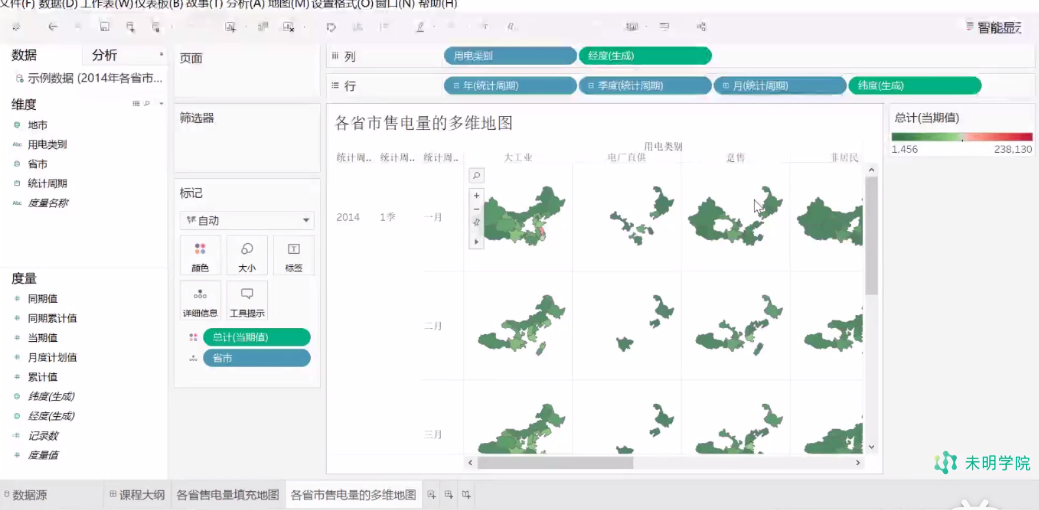 文件(F) 数据(D) 工作表(W) 仪表板(B) 故事(T) 分析(A) 地图(M) 设置格式(O) 窗口(N) 帮助(H)
智能显示
数据 分析
示例数据 (2014年各省市...
维度
地市
Abc 用电类别
省市
统计周期
Abc 度量名称
度量
同期值
同期累计值
当期值
月度计划值
累计值
纬度(生成)
经度(生成)
记录数
度量值
页面
筛选器
标记
自动
颜色 大小 标签
详细信息 工具提示
总计(当期值)
省市
列 用电类别 经度(生成)
行 年(统计周期) 季度(统计周期) 月(统计周期) 纬度(生成)
各省市售电量的多维地图
用电类别
统计周.. 统计周.. 统计周.. 大工业 电厂直供 趸售 非居民
2014 1季 一月
二月
三月
总计(当期值)
1,456 238,130
未明学院
数据源 课程大纲 各省售电量填充地图 各省市售电量的多维地图